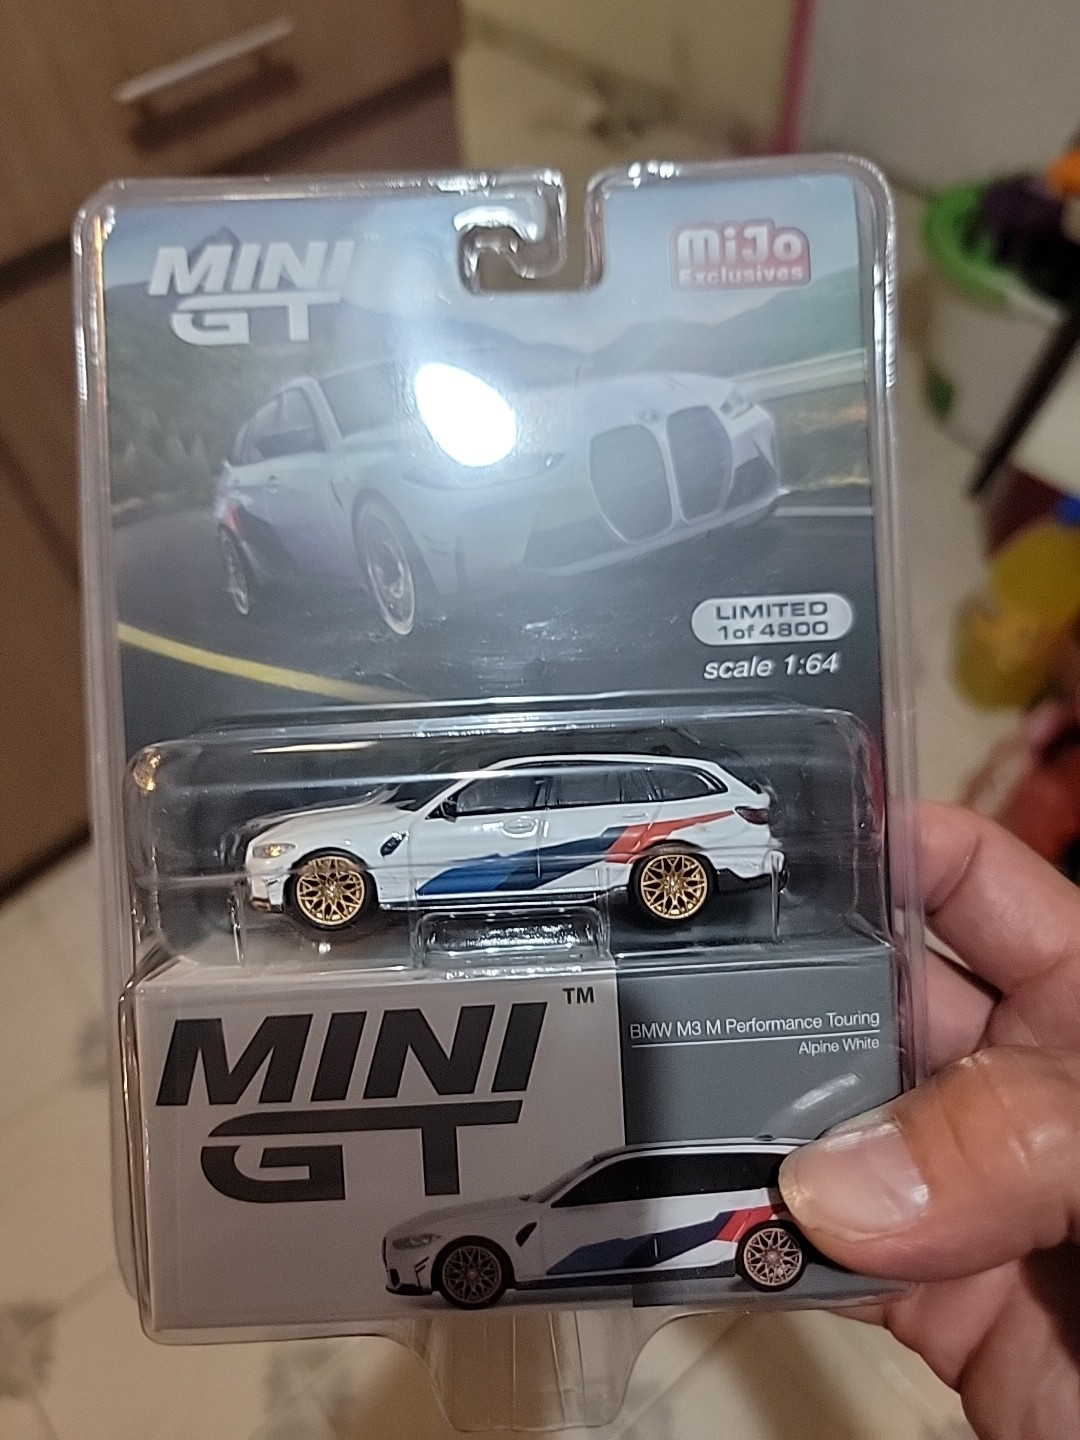 MINI
GT
MiJo
Exclusives
LIMITED
1of 4800
scale 1:64
MINI
GT
TM
BMW M3 M Performance Touring
Alpine White